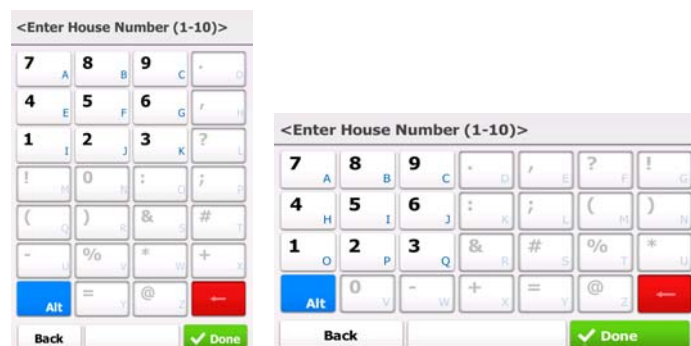 <Enter House Number (1-10)>
7 A 8 B 9 C . D
4 E 5 F 6 G , H
1 I 2 J 3 K ? L
! M 0 N : O ; P
( Q ) R & S # T
- U % V * W + X
Alt = Y @ Z ←
Back ✓ Done
<Enter House Number (1-10)>
7 A 8 B 9 C . D , E ? F ! G
4 H 5 I 6 J : K ; L ( M ) N
1 O 2 P 3 Q & R # S % T * U
Alt 0 V - W + X = Y @ Z ←
Back ✓ Done